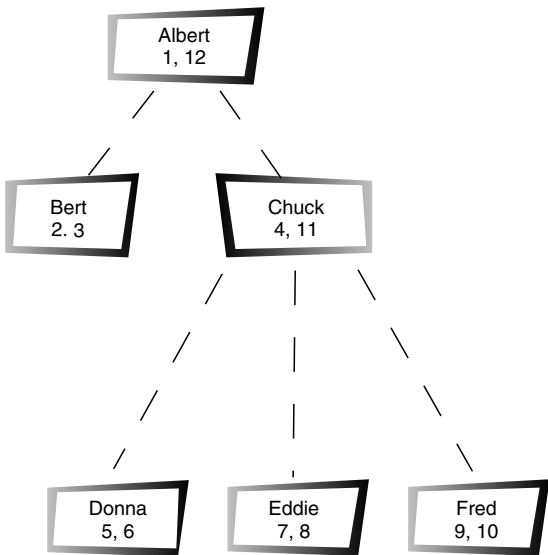 Albert
1, 12
Bert
2. 3
Chuck
4, 11
Donna
5, 6
Eddie
7, 8
Fred
9, 10